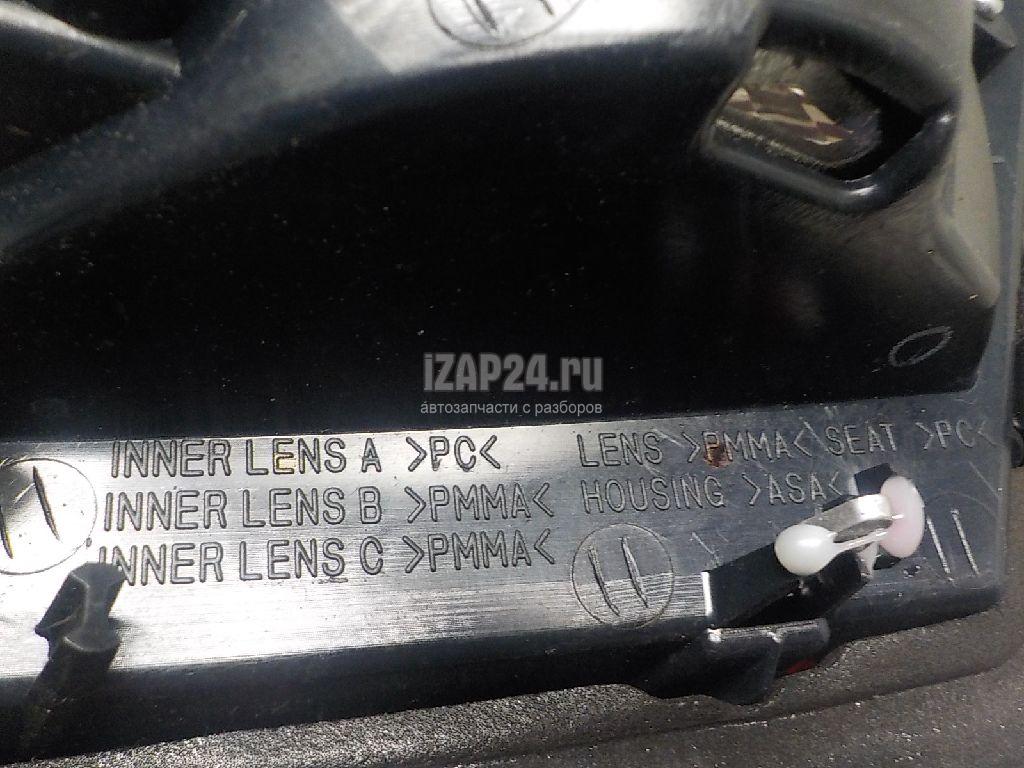 iZAP24.ru
автозапчасти с разборов
INNER LENS A >PC< LENS >PMMA< SEAT >PC<
INNER LENS B >PMMA< HOUSING >ASA<
INNER LENS C >PMMA<